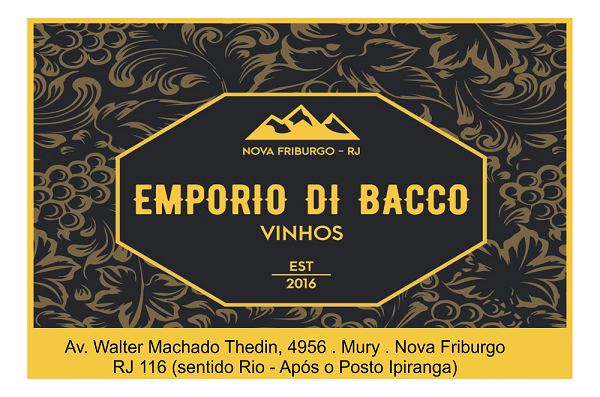 NOVA FRIBURGO - RJ
EMPORIO DI BACCO
VINHOS
EST
2016
Av. Walter Machado Thedin, 4956 . Mury . Nova Friburgo
RJ 116 (sentido Rio - Após o Posto Ipiranga)